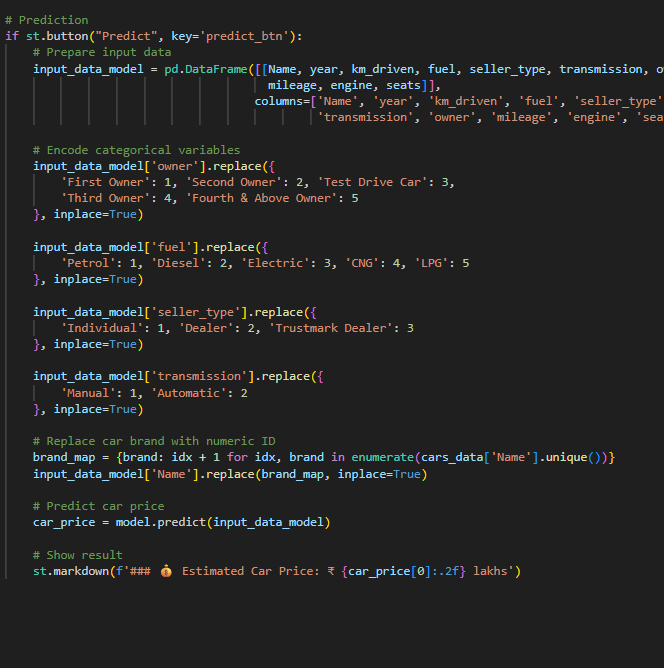 # Prediction
if st.button("Predict", key='predict_btn'):
# Prepare input data
input_data_model = pd.DataFrame([[Name, year, km_driven, fuel, seller_type, transmission,
mileage, engine, seats]],
columns=['Name', 'year', 'km_driven', 'fuel', 'seller_type'
'transmission', 'owner', 'mileage', 'engine',
# Encode categorical variables
input_data_model['owner'].replace({
'First Owner': 1, 'Second Owner': 2, 'Test Drive Car': 3,
'Third Owner': 4, 'Fourth & Above Owner': 5
}, inplace=True)
input_data_model['fuel'].replace({
'Petrol': 1, 'Diesel': 2, 'Electric': 3, 'CNG': 4, 'LPG': 5
}, inplace=True)
input_data_model['seller_type'].replace({
'Individual': 1, 'Dealer': 2, 'Trustmark Dealer': 3
}, inplace=True)
input_data_model['transmission'].replace({
'Manual': 1, 'Automatic': 2
}, inplace=True)
# Replace car brand with numeric ID
brand_map = {brand: idx + 1 for idx, brand in enumerate(cars_data['Name'].unique())}
input_data_model['Name'].replace(brand_map, inplace=True)
# Predict car price
car_price = model.predict(input_data_model)
# Show result
st.markdown(f'### 💰 Estimated Car Price: ₹ {car_price[0]:.2f} lakhs')